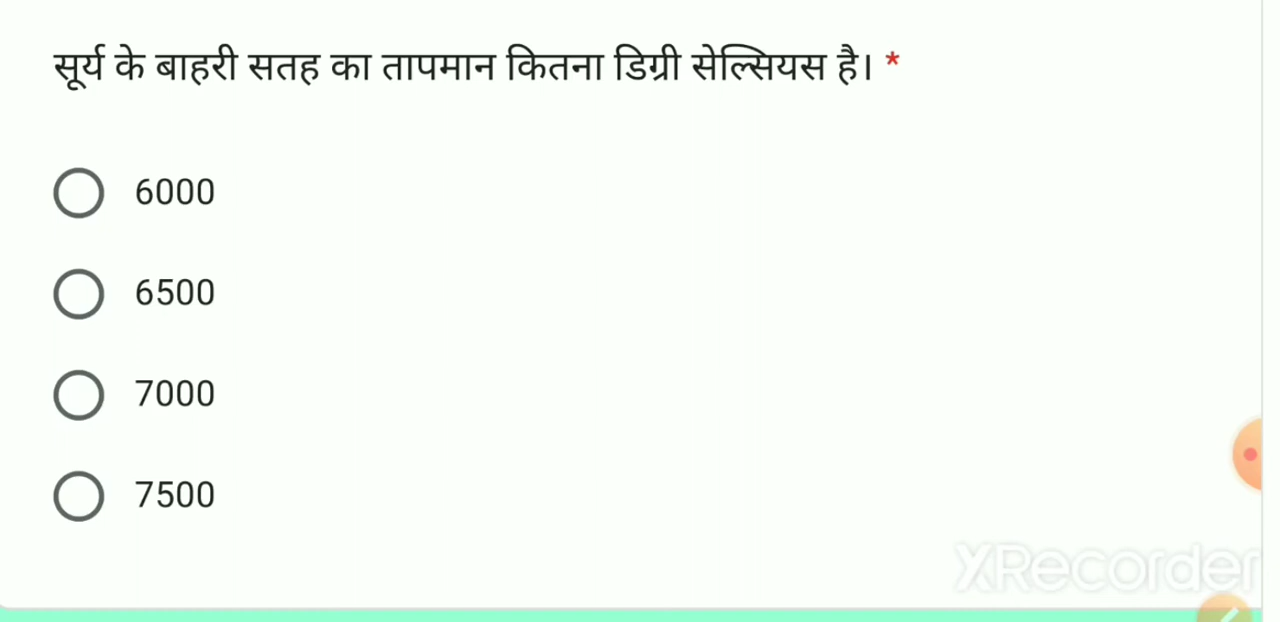 सूर्य के बाहरी सतह का तापमान कितना डिग्री सेल्सियस है। *
6000
6500
7000
7500
XRecorder